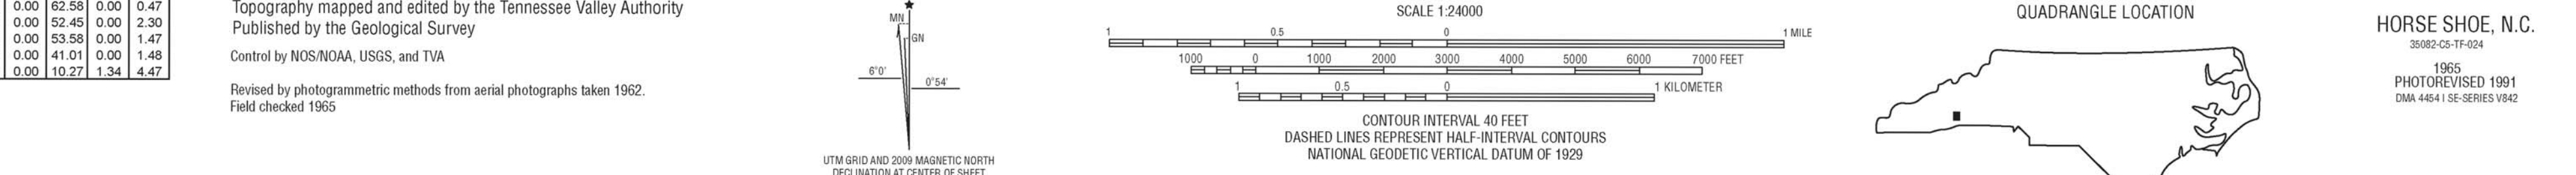 0.00 62.58 0.00 0.47
0.00 52.45 0.00 2.30
0.00 53.58 0.00 1.47
0.00 41.01 0.00 1.48
0.00 10.27 1.34 4.47
Topography mapped and edited by the Tennessee Valley Authority
Published by the Geological Survey
Control by NOS/NOAA, USGS, and TVA
Revised by photogrammetric methods from aerial photographs taken 1962.
Field checked 1965
MN
GN
6°0'
0°54'
UTM GRID AND 2009 MAGNETIC NORTH
DECLINATION AT CENTER OF SHEET
SCALE 1:24000
1 0.5 0 1 MILE
1000 0 1000 2000 3000 4000 5000 6000 7000 FEET
1 0.5 0 1 KILOMETER
CONTOUR INTERVAL 40 FEET
DASHED LINES REPRESENT HALF-INTERVAL CONTOURS
NATIONAL GEODETIC VERTICAL DATUM OF 1929
QUADRANGLE LOCATION
HORSE SHOE, N.C.
35082-C5-TF-024
1965
PHOTOREVISED 1991
DMA 4454 I SE-SERIES V842